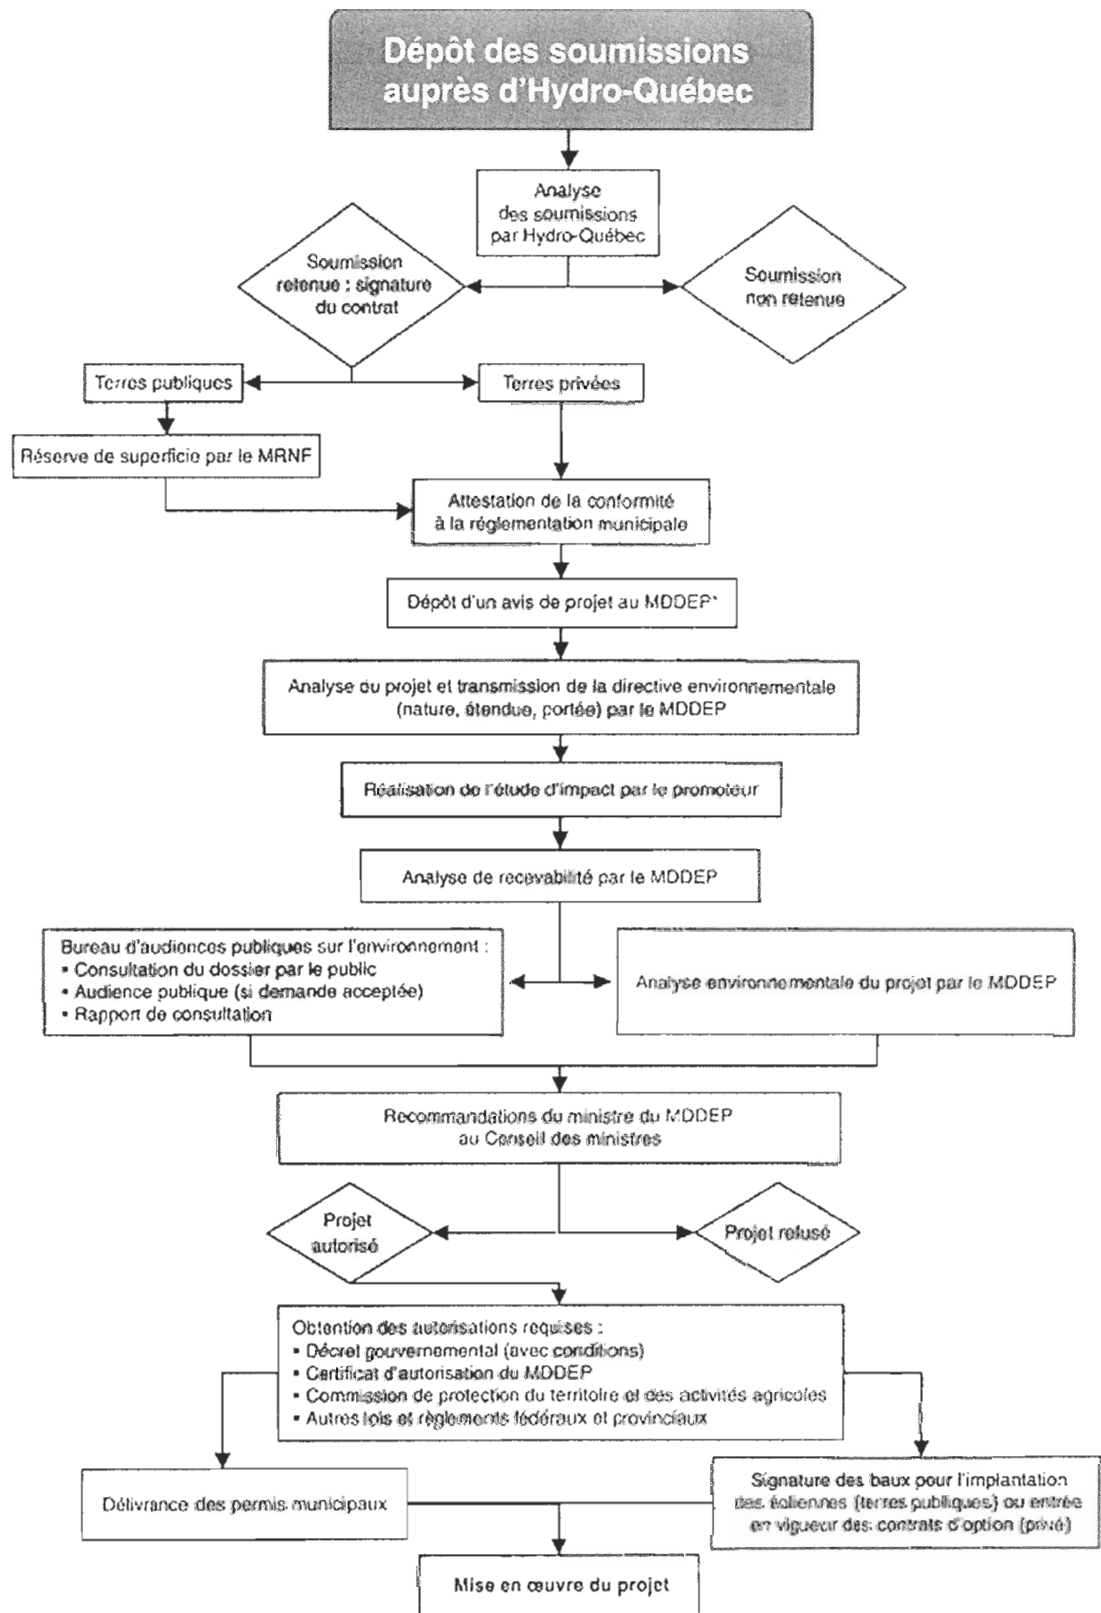 Dépôt des soumissions
auprès d'Hydro-Québec
Analyse
des soumissions
par Hydro-Québec
Soumission
retenue : signature
du contrat
Soumission
non retenue
Terres publiques
Terres privées
Réserve de superficie par le MRNF
Attestation de la conformité
à la réglementation municipale
Dépôt d'un avis de projet au MDDEP*
Analyse du projet et transmission de la directive environnementale
(nature, étendue, portée) par le MDDEP
Réalisation de l'étude d'impact par le promoteur
Analyse de recevabilité par le MDDEP
Bureau d'audiences publiques sur l'environnement :
▪ Consultation du dossier par le public
▪ Audience publique (si demande acceptée)
▪ Rapport de consultation
Analyse environnementale du projet par le MDDEP
Recommandations du ministre du MDDEP
au Conseil des ministres
Projet
autorisé
Projet refusé
Obtention des autorisations requises :
▪ Décret gouvernemental (avec conditions)
▪ Certificat d'autorisation du MDDEP
▪ Commission de protection du territoire et des activités agricoles
▪ Autres lois et règlements fédéraux et provinciaux
Délivrance des permis municipaux
Signature des baux pour l'implantation
des éoliennes (terres publiques) ou entrée
en vigueur des contrats d'option (privé)
Mise en œuvre du projet